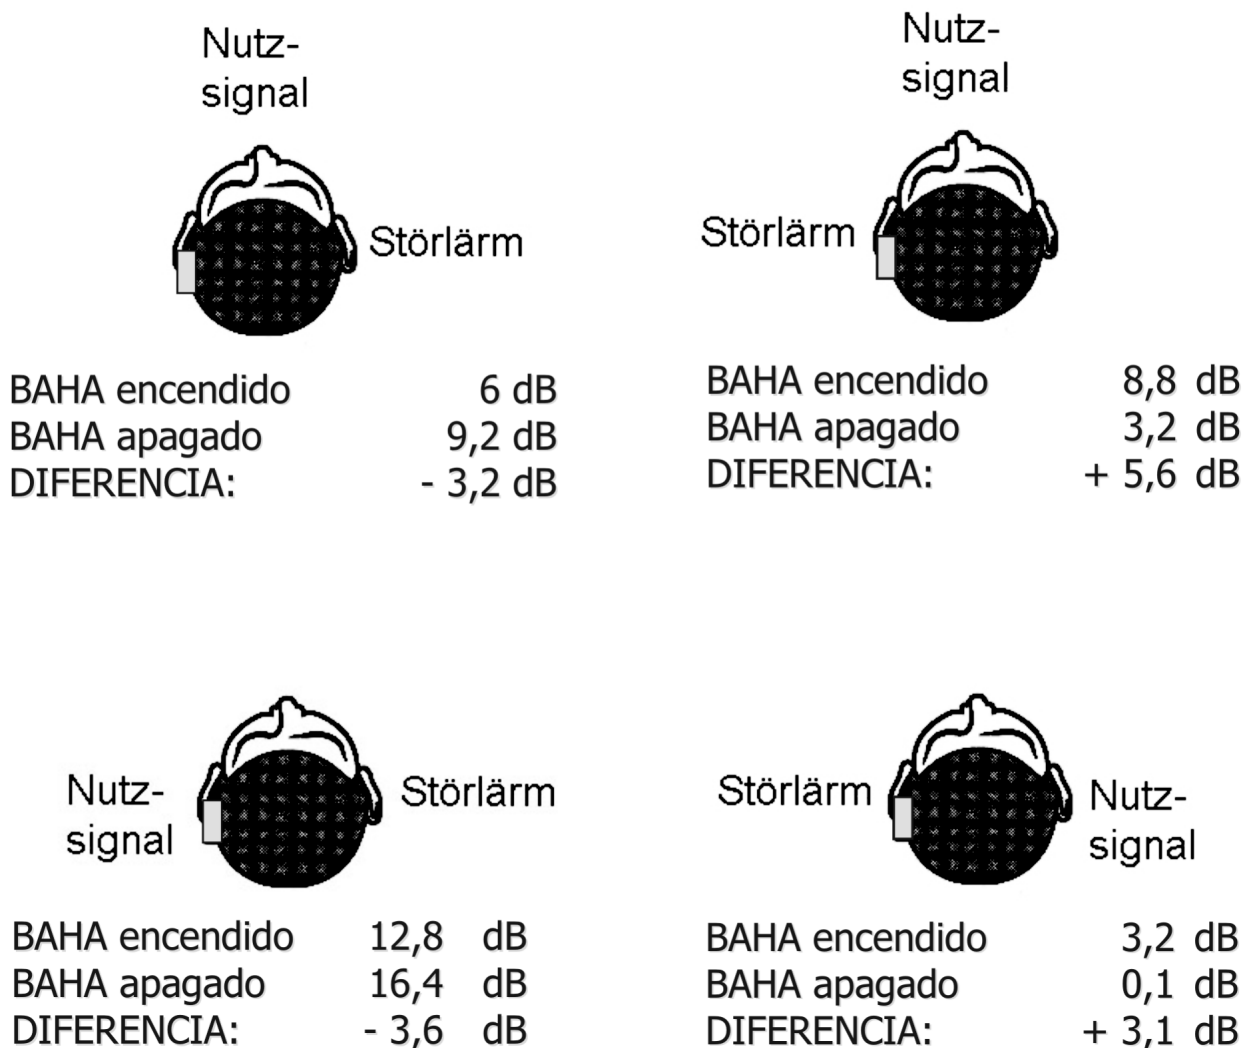 Nutz-
signal
Störlärm
BAHA encendido 6 dB
BAHA apagado 9,2 dB
DIFERENCIA: - 3,2 dB
Nutz-
signal
Störlärm
BAHA encendido 8,8 dB
BAHA apagado 3,2 dB
DIFERENCIA: + 5,6 dB
Nutz-
signal
Störlärm
BAHA encendido 12,8 dB
BAHA apagado 16,4 dB
DIFERENCIA: - 3,6 dB
Störlärm
Nutz-
signal
BAHA encendido 3,2 dB
BAHA apagado 0,1 dB
DIFERENCIA: + 3,1 dB